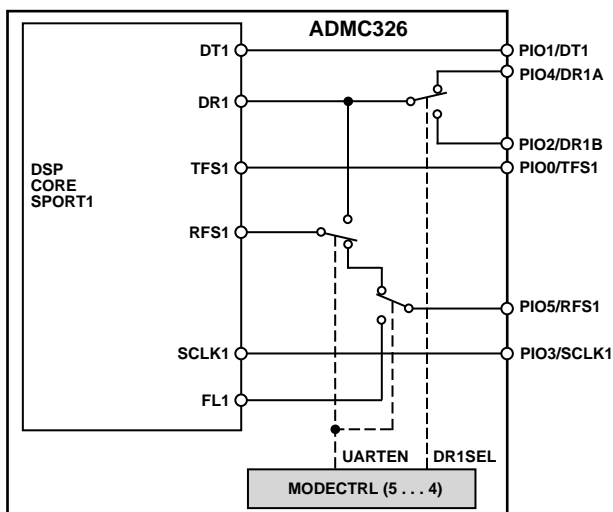 ADMC326
DT1
PIO1/DT1
PIO4/DR1A
DR1
PIO2/DR1B
DSP
CORE
SPORT1
TFS1
PIO0/TFS1
RFS1
PIO5/RFS1
SCLK1
PIO3/SCLK1
FL1
UARTEN DR1SEL
MODECTRL (5 . . . 4)